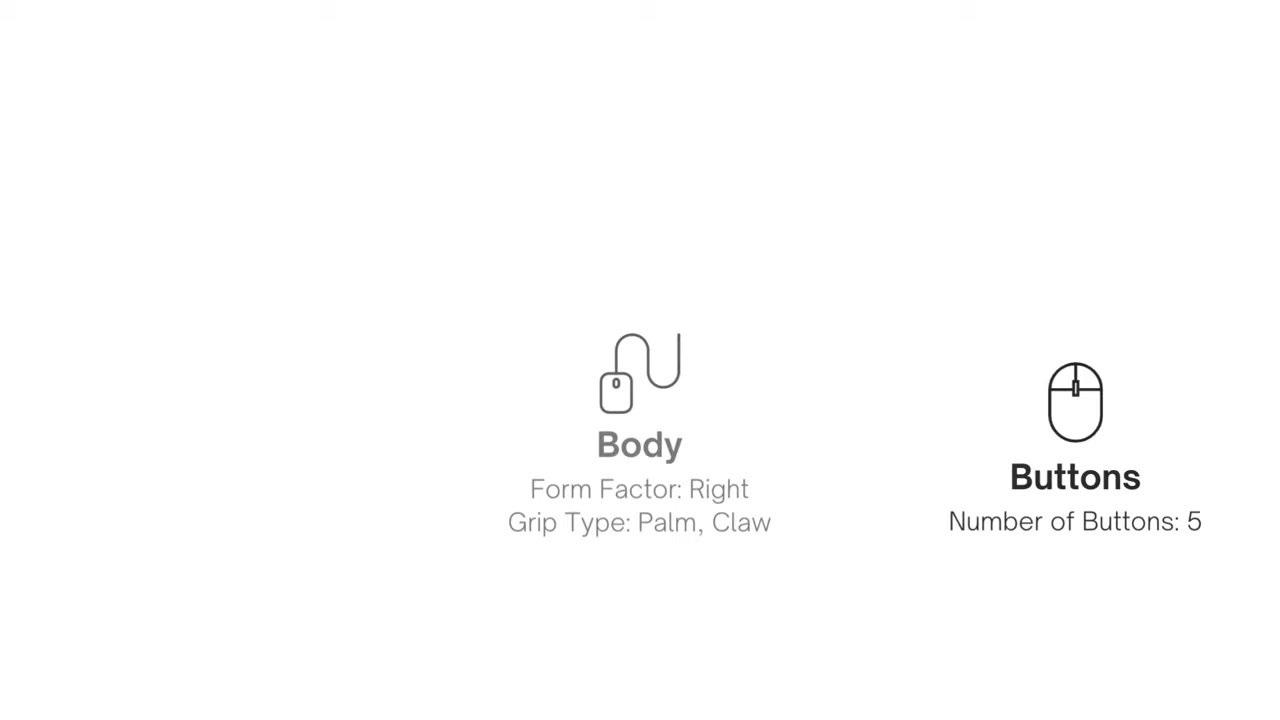 Body
Form Factor: Right
Grip Type: Palm, Claw
Buttons
Number of Buttons: 5